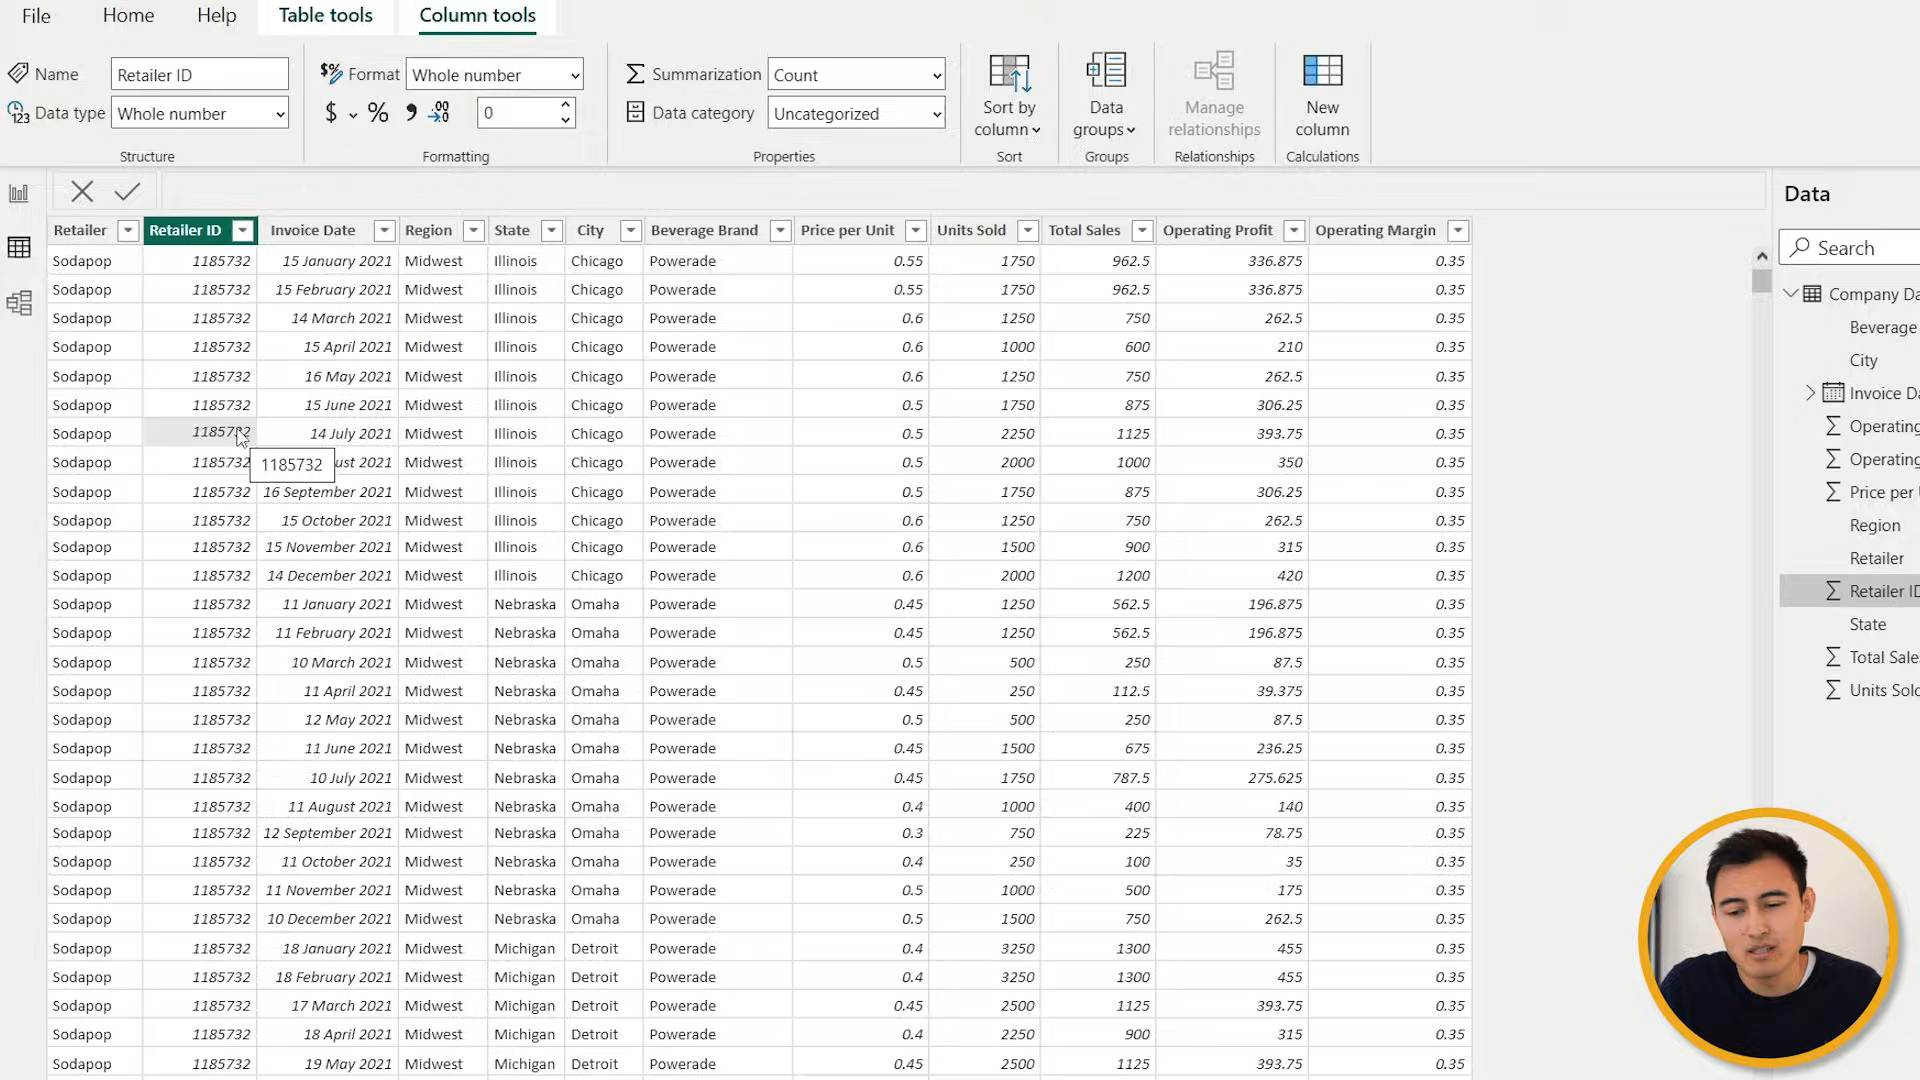 File Home Help Table tools Column tools
Name Retailer ID $% Format Whole number Summarization Count Sort by column Data groups Manage relationships New column
Data type Whole number $ % 0 Data category Uncategorized
Structure Formatting Properties Sort Groups Relationships Calculations
Retailer Retailer ID Invoice Date Region State City Beverage Brand Price per Unit Units Sold Total Sales Operating Profit Operating Margin
Sodapop 1185732 15 January 2021 Midwest Illinois Chicago Powerade 0.55 1750 962.5 336.875 0.35
Sodapop 1185732 15 February 2021 Midwest Illinois Chicago Powerade 0.55 1750 962.5 336.875 0.35
Sodapop 1185732 14 March 2021 Midwest Illinois Chicago Powerade 0.6 1250 750 262.5 0.35
Sodapop 1185732 15 April 2021 Midwest Illinois Chicago Powerade 0.6 1000 600 210 0.35
Sodapop 1185732 16 May 2021 Midwest Illinois Chicago Powerade 0.6 1250 750 262.5 0.35
Sodapop 1185732 15 June 2021 Midwest Illinois Chicago Powerade 0.5 1750 875 306.25 0.35
Sodapop 1185732 14 July 2021 Midwest Illinois Chicago Powerade 0.5 2250 1125 393.75 0.35
Sodapop 1185732 1185732 ust 2021 Midwest Illinois Chicago Powerade 0.5 2000 1000 350 0.35
Sodapop 1185732 16 September 2021 Midwest Illinois Chicago Powerade 0.5 1750 875 306.25 0.35
Sodapop 1185732 15 October 2021 Midwest Illinois Chicago Powerade 0.6 1250 750 262.5 0.35
Sodapop 1185732 15 November 2021 Midwest Illinois Chicago Powerade 0.6 1500 900 315 0.35
Sodapop 1185732 14 December 2021 Midwest Illinois Chicago Powerade 0.6 2000 1200 420 0.35
Sodapop 1185732 11 January 2021 Midwest Nebraska Omaha Powerade 0.45 1250 562.5 196.875 0.35
Sodapop 1185732 11 February 2021 Midwest Nebraska Omaha Powerade 0.45 1250 562.5 196.875 0.35
Sodapop 1185732 10 March 2021 Midwest Nebraska Omaha Powerade 0.5 500 250 87.5 0.35
Sodapop 1185732 11 April 2021 Midwest Nebraska Omaha Powerade 0.45 250 112.5 39.375 0.35
Sodapop 1185732 12 May 2021 Midwest Nebraska Omaha Powerade 0.5 500 250 87.5 0.35
Sodapop 1185732 11 June 2021 Midwest Nebraska Omaha Powerade 0.45 1500 675 236.25 0.35
Sodapop 1185732 10 July 2021 Midwest Nebraska Omaha Powerade 0.45 1750 787.5 275.625 0.35
Sodapop 1185732 11 August 2021 Midwest Nebraska Omaha Powerade 0.4 1000 400 140 0.35
Sodapop 1185732 12 September 2021 Midwest Nebraska Omaha Powerade 0.3 750 225 78.75 0.35
Sodapop 1185732 11 October 2021 Midwest Nebraska Omaha Powerade 0.4 250 100 35 0.35
Sodapop 1185732 11 November 2021 Midwest Nebraska Omaha Powerade 0.5 1000 500 175 0.35
Sodapop 1185732 10 December 2021 Midwest Nebraska Omaha Powerade 0.5 1500 750 262.5 0.35
Sodapop 1185732 18 January 2021 Midwest Michigan Detroit Powerade 0.4 3250 1300 455 0.35
Sodapop 1185732 18 February 2021 Midwest Michigan Detroit Powerade 0.4 3250 1300 455 0.35
Sodapop 1185732 17 March 2021 Midwest Michigan Detroit Powerade 0.45 2500 1125 393.75 0.35
Sodapop 1185732 18 April 2021 Midwest Michigan Detroit Powerade 0.4 2250 900 315 0.35
Sodapop 1185732 19 May 2021 Midwest Michigan Detroit Powerade 0.45 2500 1125 393.75 0.35
Data
Search
Company Da
Beverage
City
Invoice Da
Operating
Operating
Price per U
Region
Retailer
Retailer ID
State
Total Sales
Units Sold